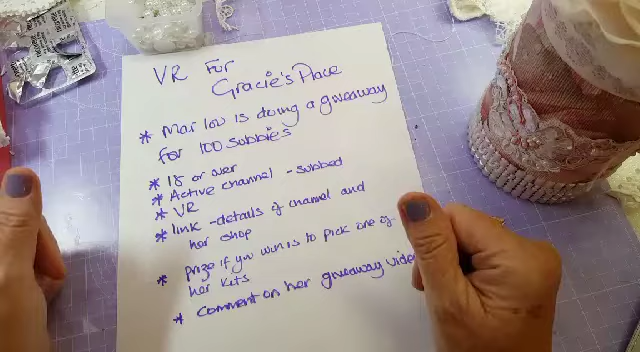 VR For
Gracie's Place
* Marlow is doing a giveaway
for 100 subbies
* 18 or over
* Active channel - subbed
* VR
* link - details of channel and
her shop
* prize if you win is to pick one of
her kits
* comment on her giveaway video